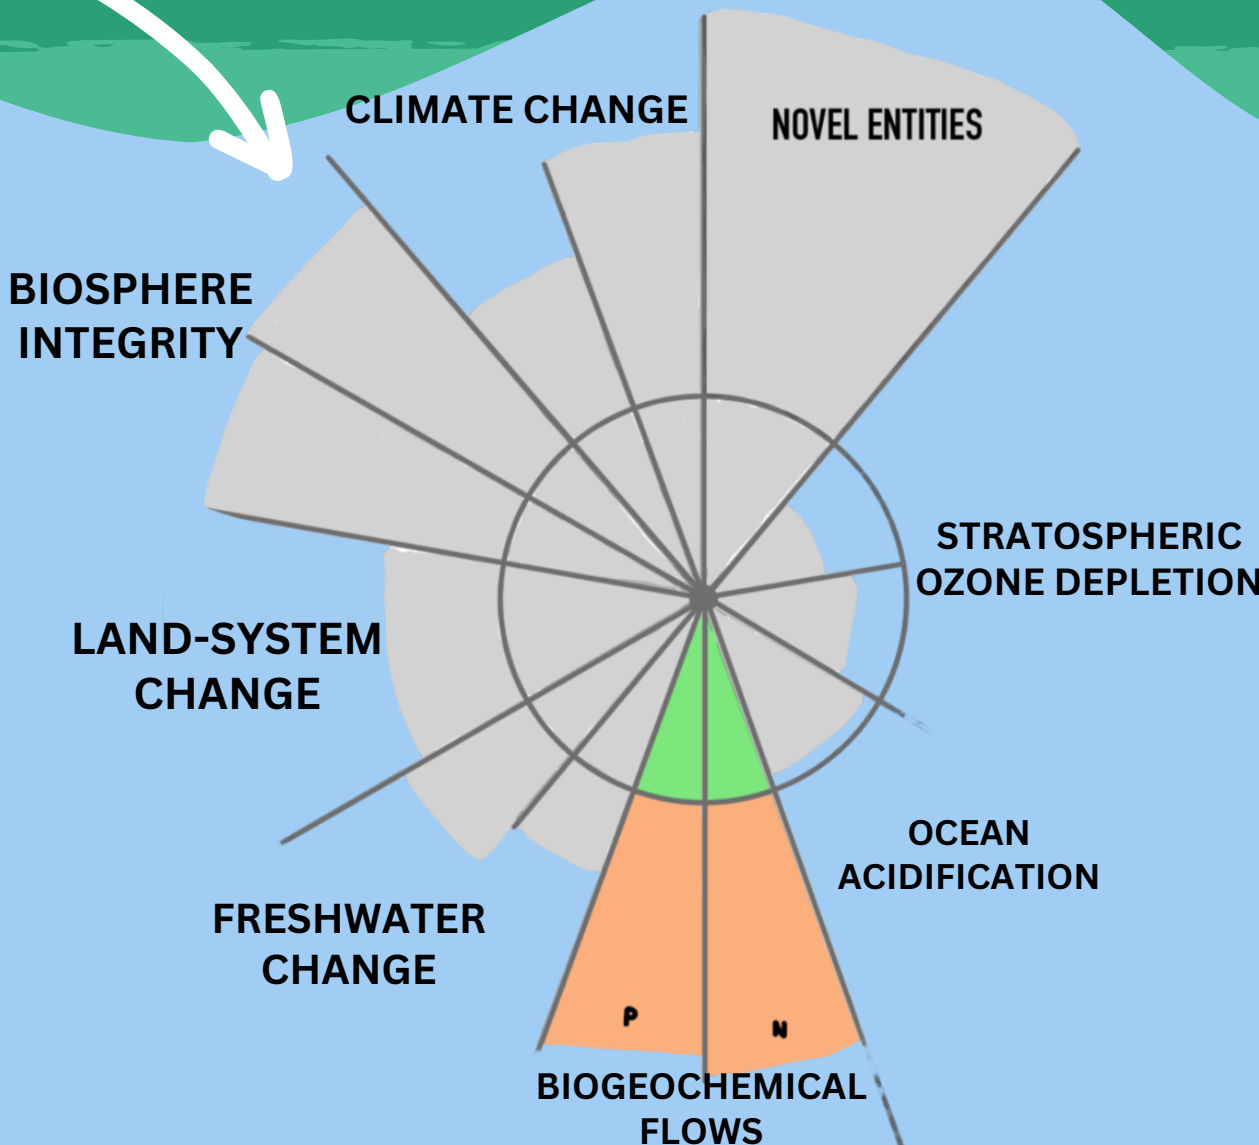 CLIMATE CHANGE
NOVEL ENTITIES
BIOSPHERE
INTEGRITY
STRATOSPHERIC
OZONE DEPLETION
LAND-SYSTEM
CHANGE
OCEAN
ACIDIFICATION
FRESHWATER
CHANGE
P
N
BIOGEOCHEMICAL
FLOWS